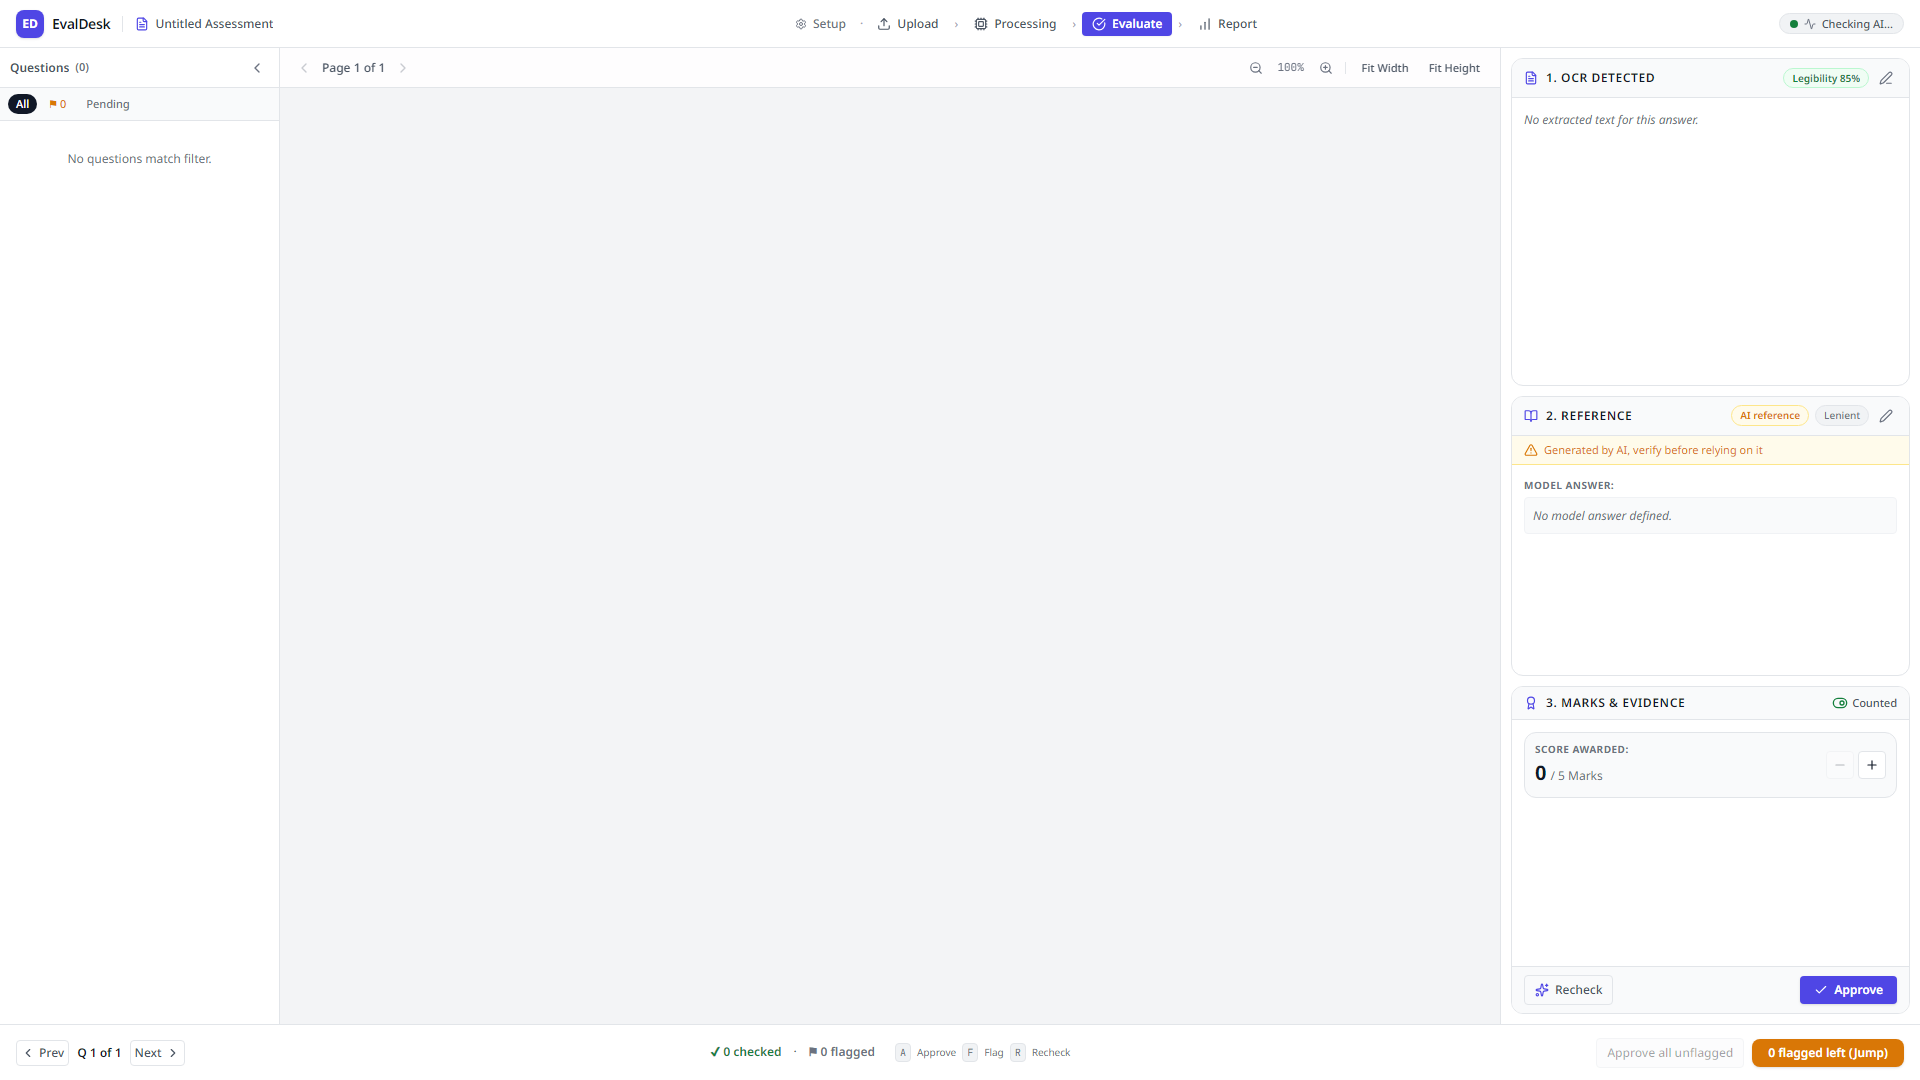 ED EvalDesk Untitled Assessment Setup · Upload › Processing › Evaluate › Report Checking AI...
Questions (0)
All 0 Pending
No questions match filter.
Page 1 of 1 100% Fit Width Fit Height
1. OCR DETECTED Legibility 85%
No extracted text for this answer.
2. REFERENCE AI reference Lenient
Generated by AI, verify before relying on it
MODEL ANSWER:
No model answer defined.
3. MARKS & EVIDENCE Counted
SCORE AWARDED:
0 / 5 Marks − +
Recheck Approve
Prev Q 1 of 1 Next ✓ 0 checked · 0 flagged A Approve F Flag R Recheck Approve all unflagged 0 flagged left (Jump)